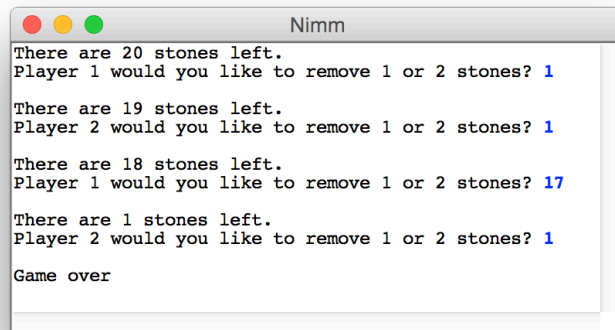 Nimm
There are 20 stones left.
Player 1 would you like to remove 1 or 2 stones? 1
There are 19 stones left.
Player 2 would you like to remove 1 or 2 stones? 1
There are 18 stones left.
Player 1 would you like to remove 1 or 2 stones? 17
There are 1 stones left.
Player 2 would you like to remove 1 or 2 stones? 1
Game over